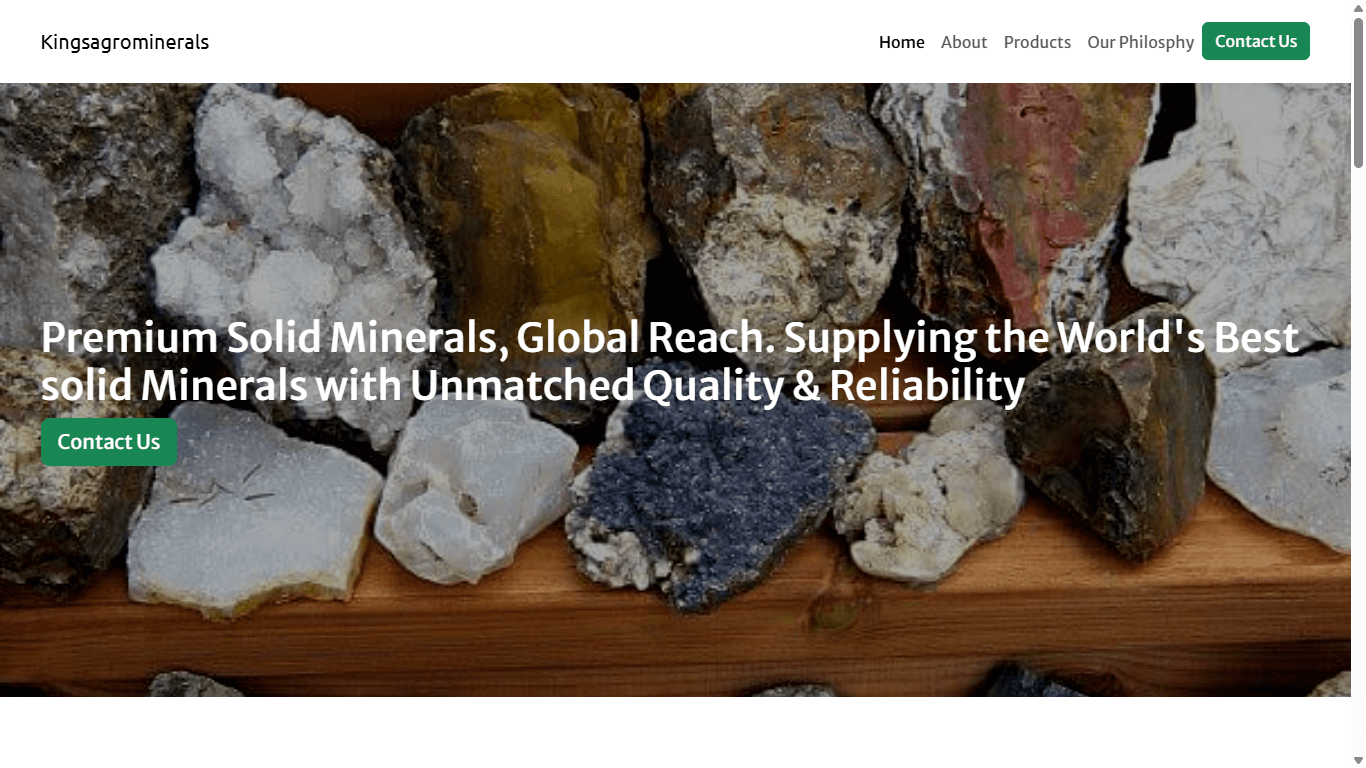 Kingsagrominerals
Home
About
Products
Our Philosphy
Contact Us
Premium Solid Minerals, Global Reach. Supplying the World's Best
solid Minerals with Unmatched Quality & Reliability
Contact Us